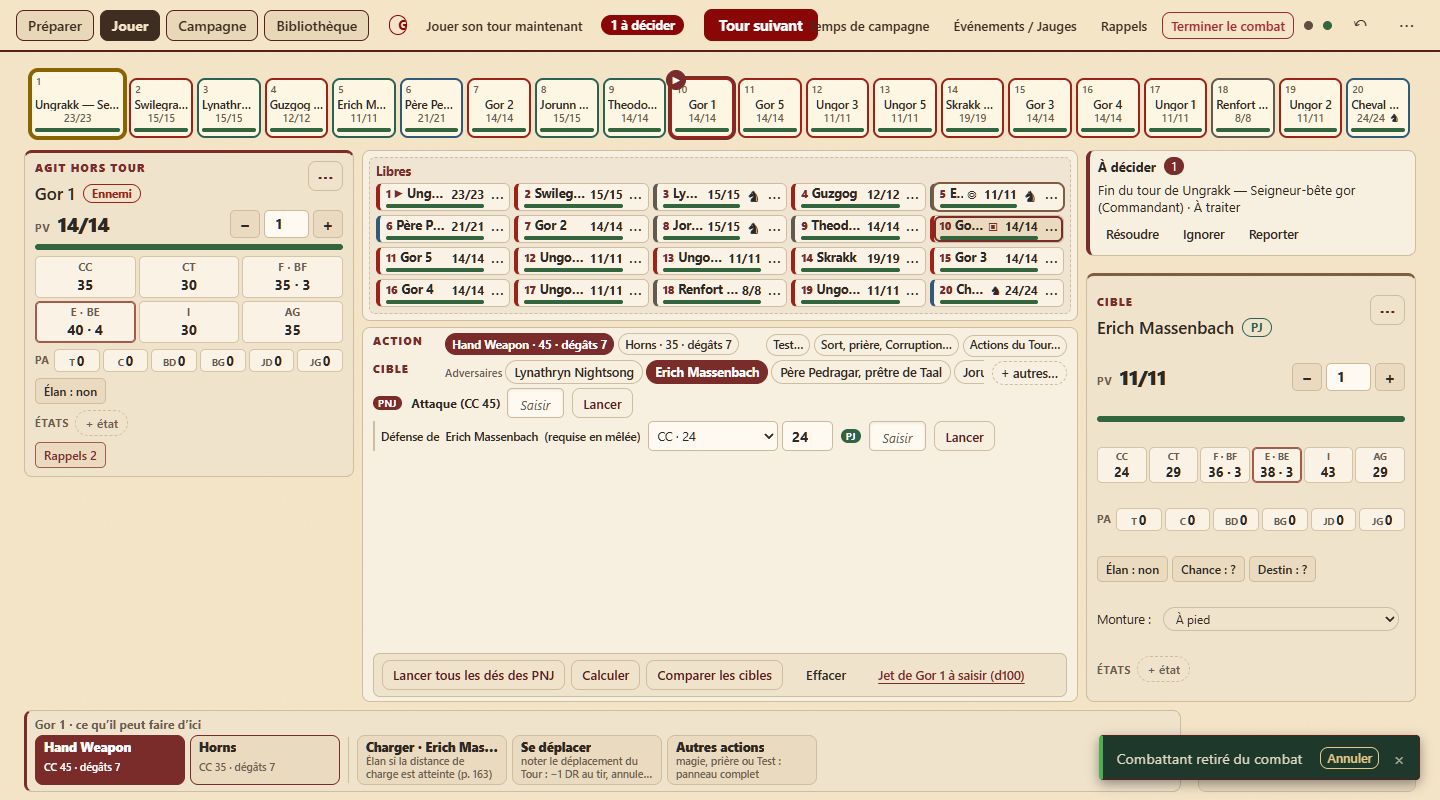 Préparer Jouer Campagne Bibliothèque G Jouer son tour maintenant 1 à décider Tour suivant emps de campagne Événements / Jauges Rappels Terminer le combat ...
1 2 3 4 5 6 7 8 9 10 11 12 13 14 15 16 17 18 19 20
Ungrakk — Se... Swilegra... Lynathr... Guzgog ... Erich M... Père Pe... Gor 2 Jorunn ... Theodo... Gor 1 Gor 5 Ungor 3 Ungor 5 Skrakk ... Gor 3 Gor 4 Ungor 1 Renfort ... Ungor 2 Cheval ...
23/23 15/15 15/15 12/12 11/11 21/21 14/14 15/15 14/14 14/14 14/14 11/11 11/11 19/19 14/14 14/14 11/11 8/8 11/11 24/24
AGIT HORS TOUR
...
Gor 1 Ennemi
PV 14/14 – 1 +
CC CT F · BF
35 30 35 · 3
E · BE I AG
40 · 4 30 35
PA T 0 C 0 BD 0 BG 0 JD 0 JG 0
Élan : non
ÉTATS + état
Rappels 2
Libres
1 Ung... 23/23 ... 2 Swileg... 15/15 ... 3 Ly... 15/15 ... 4 Guzgog 12/12 ... 5 E.. 11/11 ...
6 Père P... 21/21 ... 7 Gor 2 14/14 ... 8 Jor... 15/15 ... 9 Theod... 14/14 ... 10 Go... 14/14 ...
11 Gor 5 14/14 ... 12 Ungo... 11/11 ... 13 Ungo... 11/11 ... 14 Skrakk 19/19 ... 15 Gor 3 14/14 ...
16 Gor 4 14/14 ... 17 Ungo... 11/11 ... 18 Renfort ... 8/8 ... 19 Ungo... 11/11 ... 20 Ch... 24/24 ...
ACTION Hand Weapon · 45 · dégâts 7 Horns · 35 · dégâts 7 Test... Sort, prière, Corruption... Actions du Tour...
CIBLE Adversaires Lynathryn Nightsong Erich Massenbach Père Pedragar, prêtre de Taal Joru + autres...
PNJ Attaque (CC 45) Saisir Lancer
Défense de Erich Massenbach (requise en mêlée) CC · 24 24 PJ Saisir Lancer
Lancer tous les dés des PNJ Calculer Comparer les cibles Effacer Jet de Gor 1 à saisir (d100)
À décider 1
Fin du tour de Ungrakk — Seigneur-bête gor
(Commandant) · À traiter
Résoudre Ignorer Reporter
CIBLE
...
Erich Massenbach PJ
PV 11/11 – 1 +
CC CT F · BF E · BE I AG
24 29 36 · 3 38 · 3 43 29
PA T 0 C 0 BD 0 BG 0 JD 0 JG 0
Élan : non Chance : ? Destin : ?
Monture : À pied
ÉTATS + état
Gor 1 · ce qu'il peut faire d'ici
Hand Weapon Horns Charger · Erich Mas... Se déplacer Autres actions
CC 45 · dégâts 7 CC 35 · dégâts 7 Élan si la distance de noter le déplacement du magie, prière ou Test :
charge est atteinte (p. 163) Tour : −1 DR au tir, annule... panneau complet
Combattant retiré du combat Annuler ×